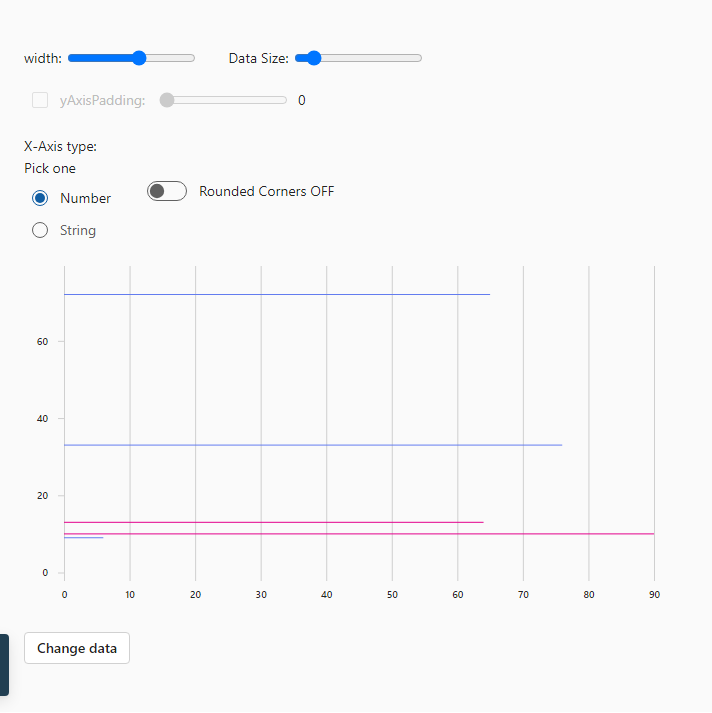 width: Data Size:
yAxisPadding: 0
X-Axis type:
Pick one
Number
Rounded Corners OFF
String
60
40
20
0
0 10 20 30 40 50 60 70 80 90
Change data